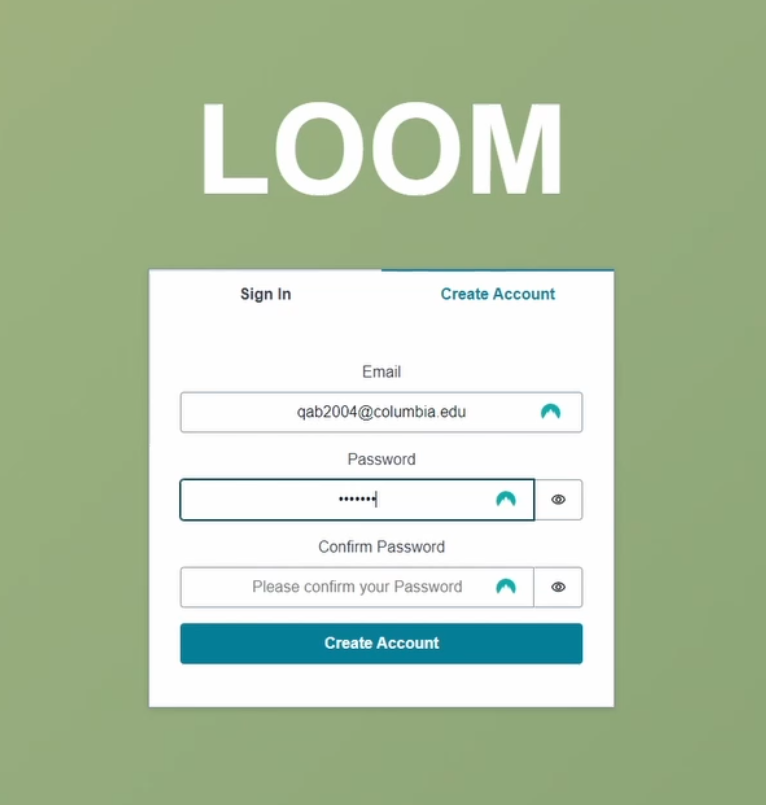 LOOM
Sign In
Create Account
Email
qab2004@columbia.edu
Password
•••••••
Confirm Password
Please confirm your Password
Create Account